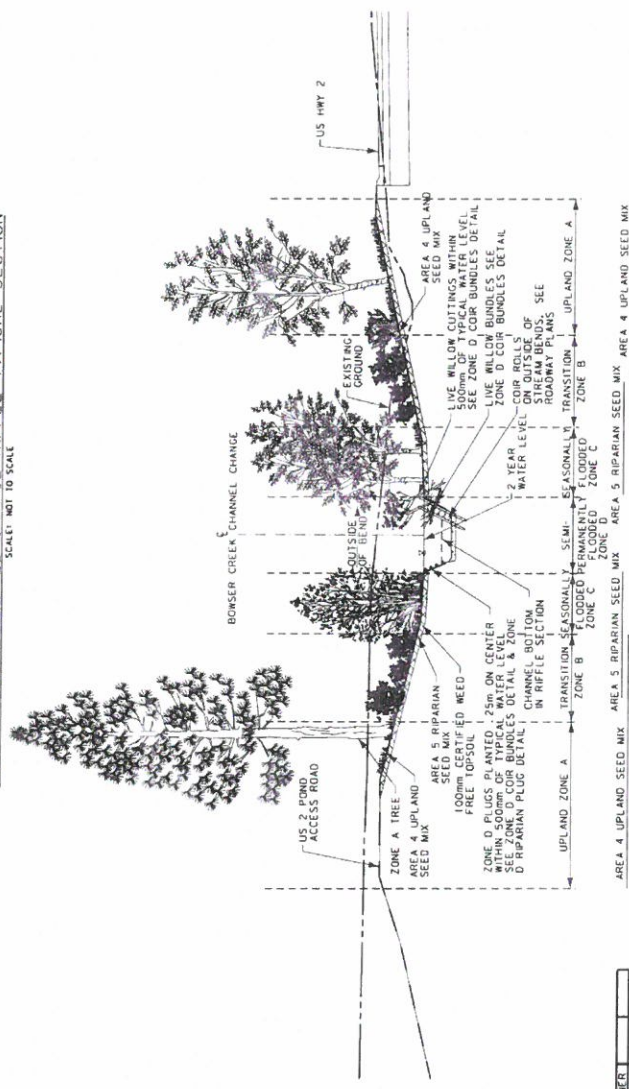 SCALE: NOT TO SCALE
BOWSER CREEK CHANNEL CHANGE
US 2 POND
ACCESS ROAD
OUTSIDE
OF BEND
EXISTING
GROUND
US HWY 2
ZONE A TREE
AREA 4 UPLAND
SEED MIX
AREA 5 RIPARIAN
SEED MIX
100mm CERTIFIED WEED
FREE TOPSOIL
ZONE D PLUGS PLANTED .25m ON CENTER
WITHIN 500mm OF TYPICAL WATER LEVEL
SEE ZONE D COIR BUNDLES DETAIL & ZONE
D RIPARIAN PLUG DETAIL
CHANNEL BOTTOM
IN RIFFLE SECTION
2 YEAR
WATER LEVEL
AREA 4 UPLAND
SEED MIX
LIVE WILLOW CUTTINGS WITHIN
500mm OF TYPICAL WATER LEVEL
SEE ZONE D COIR BUNDLES DETAIL
LIVE WILLOW BUNDLES SEE
ZONE D COIR BUNDLES DETAIL
COIR ROLLS
ON OUTSIDE OF
STREAM BENDS, SEE
ROADWAY PLANS
UPLAND ZONE A
TRANSITION
ZONE B
SEASONALLY
FLOODED
ZONE C
SEMI-
PERMANENTLY
FLOODED
ZONE D
SEASONALLY
FLOODED
ZONE C
TRANSITION
ZONE B
UPLAND ZONE A
AREA 4 UPLAND SEED MIX
AREA 5 RIPARIAN SEED MIX
AREA 5 RIPARIAN SEED MIX
AREA 4 UPLAND SEED MIX